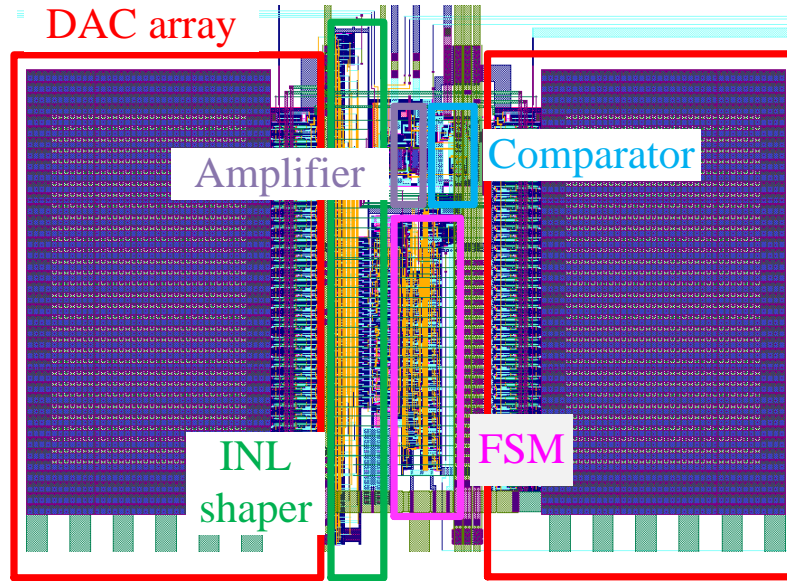 DAC array
Amplifier
Comparator
INL
shaper
FSM